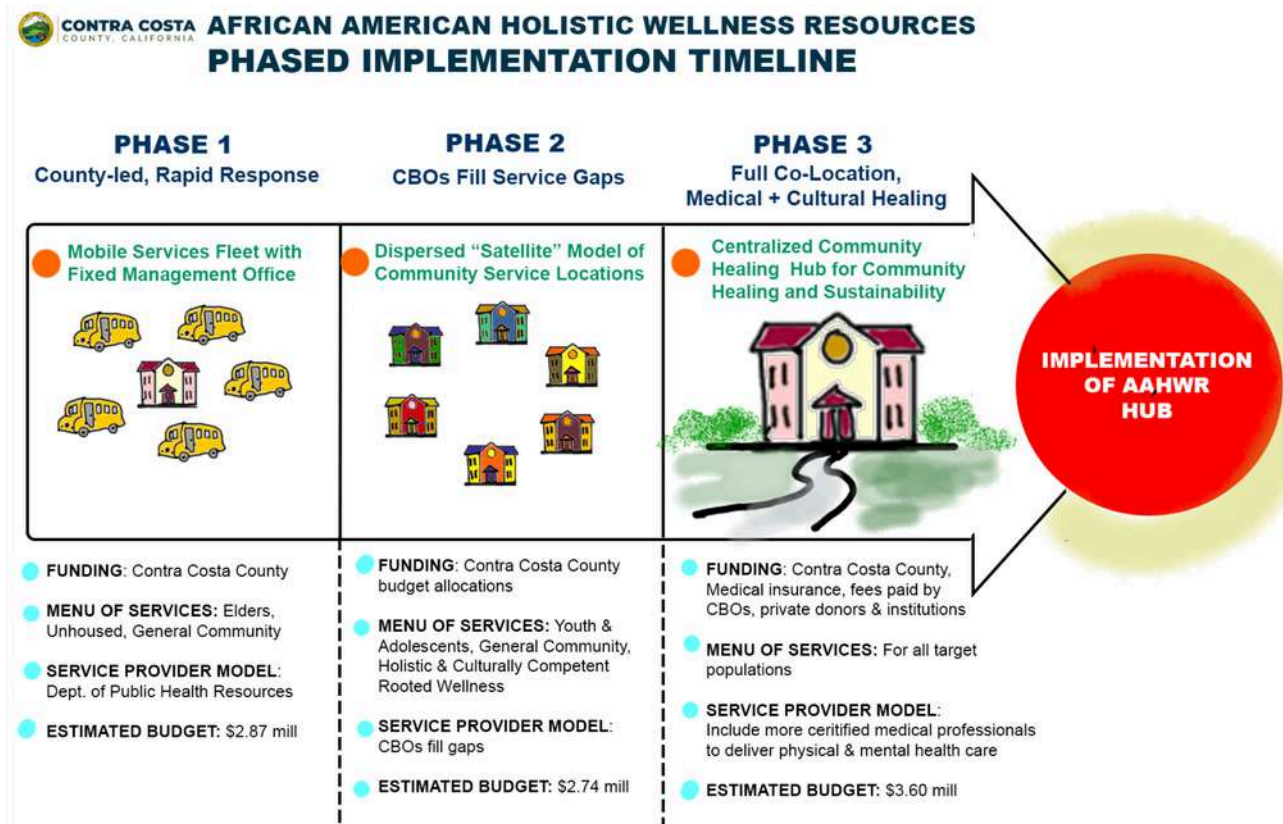 CONTRA COSTA
COUNTY, CALIFORNIA
AFRICAN AMERICAN HOLISTIC WELLNESS RESOURCES
PHASED IMPLEMENTATION TIMELINE
PHASE 1
County-led, Rapid Response
Mobile Services Fleet with
Fixed Management Office
FUNDING: Contra Costa County
MENU OF SERVICES: Elders,
Unhoused, General Community
SERVICE PROVIDER MODEL:
Dept. of Public Health Resources
ESTIMATED BUDGET: $2.87 mill
PHASE 2
CBOs Fill Service Gaps
Dispersed “Satellite” Model of
Community Service Locations
FUNDING: Contra Costa County
budget allocations
MENU OF SERVICES: Youth &
Adolescents, General Community,
Holistic & Culturally Competent
Rooted Wellness
SERVICE PROVIDER MODEL:
CBOs fill gaps
ESTIMATED BUDGET: $2.74 mill
PHASE 3
Full Co-Location,
Medical + Cultural Healing
Centralized Community
Healing Hub for Community
Healing and Sustainability
FUNDING: Contra Costa County,
Medical insurance, fees paid by
CBOs, private donors & institutions
MENU OF SERVICES: For all target
populations
SERVICE PROVIDER MODEL:
Include more ceritified medical professionals
to deliver physical & mental health care
ESTIMATED BUDGET: $3.60 mill
IMPLEMENTATION
OF AAHWR
HUB